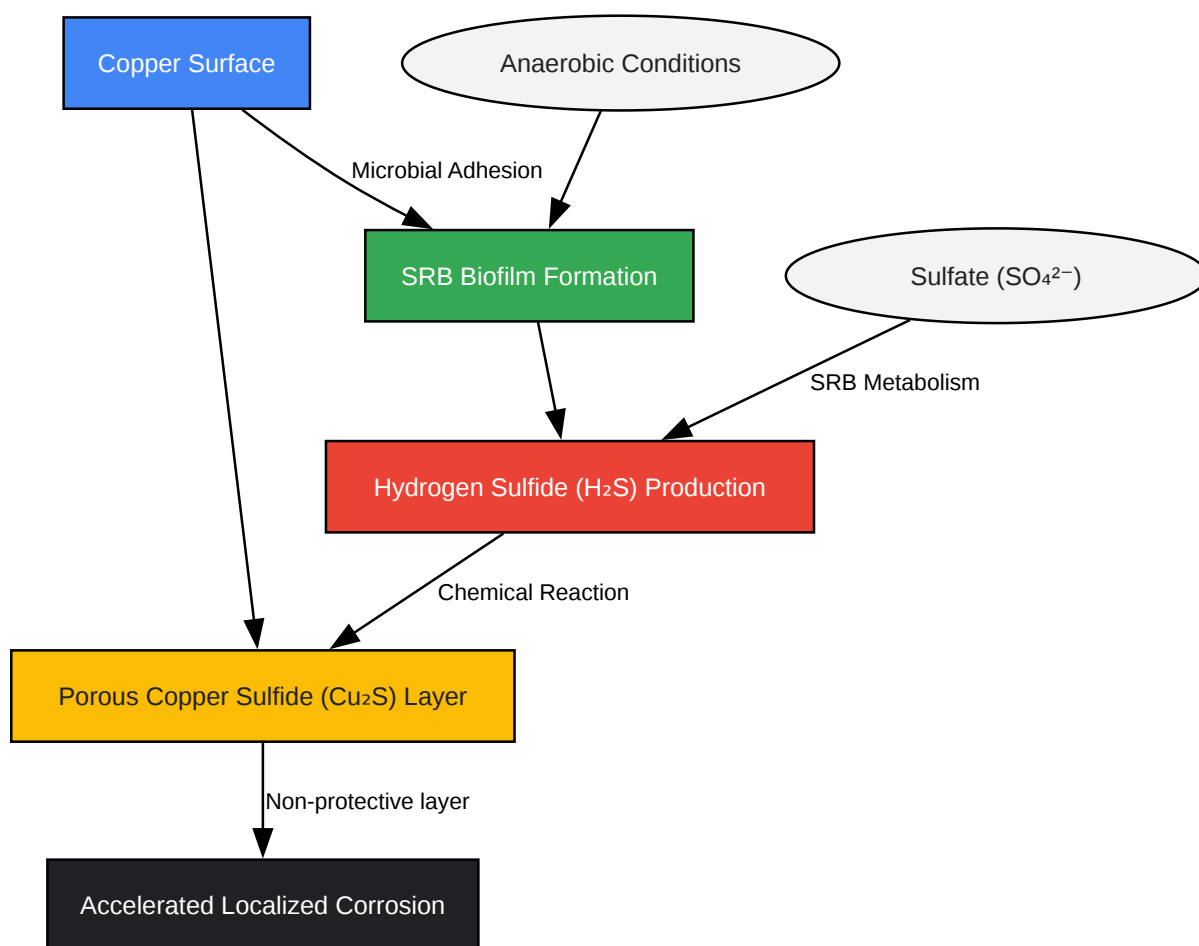 Copper Surface
Anaerobic Conditions
Microbial Adhesion
SRB Biofilm Formation
Sulfate (SO₄²⁻)
SRB Metabolism
Hydrogen Sulfide (H₂S) Production
Chemical Reaction
Porous Copper Sulfide (Cu₂S) Layer
Non-protective layer
Accelerated Localized Corrosion